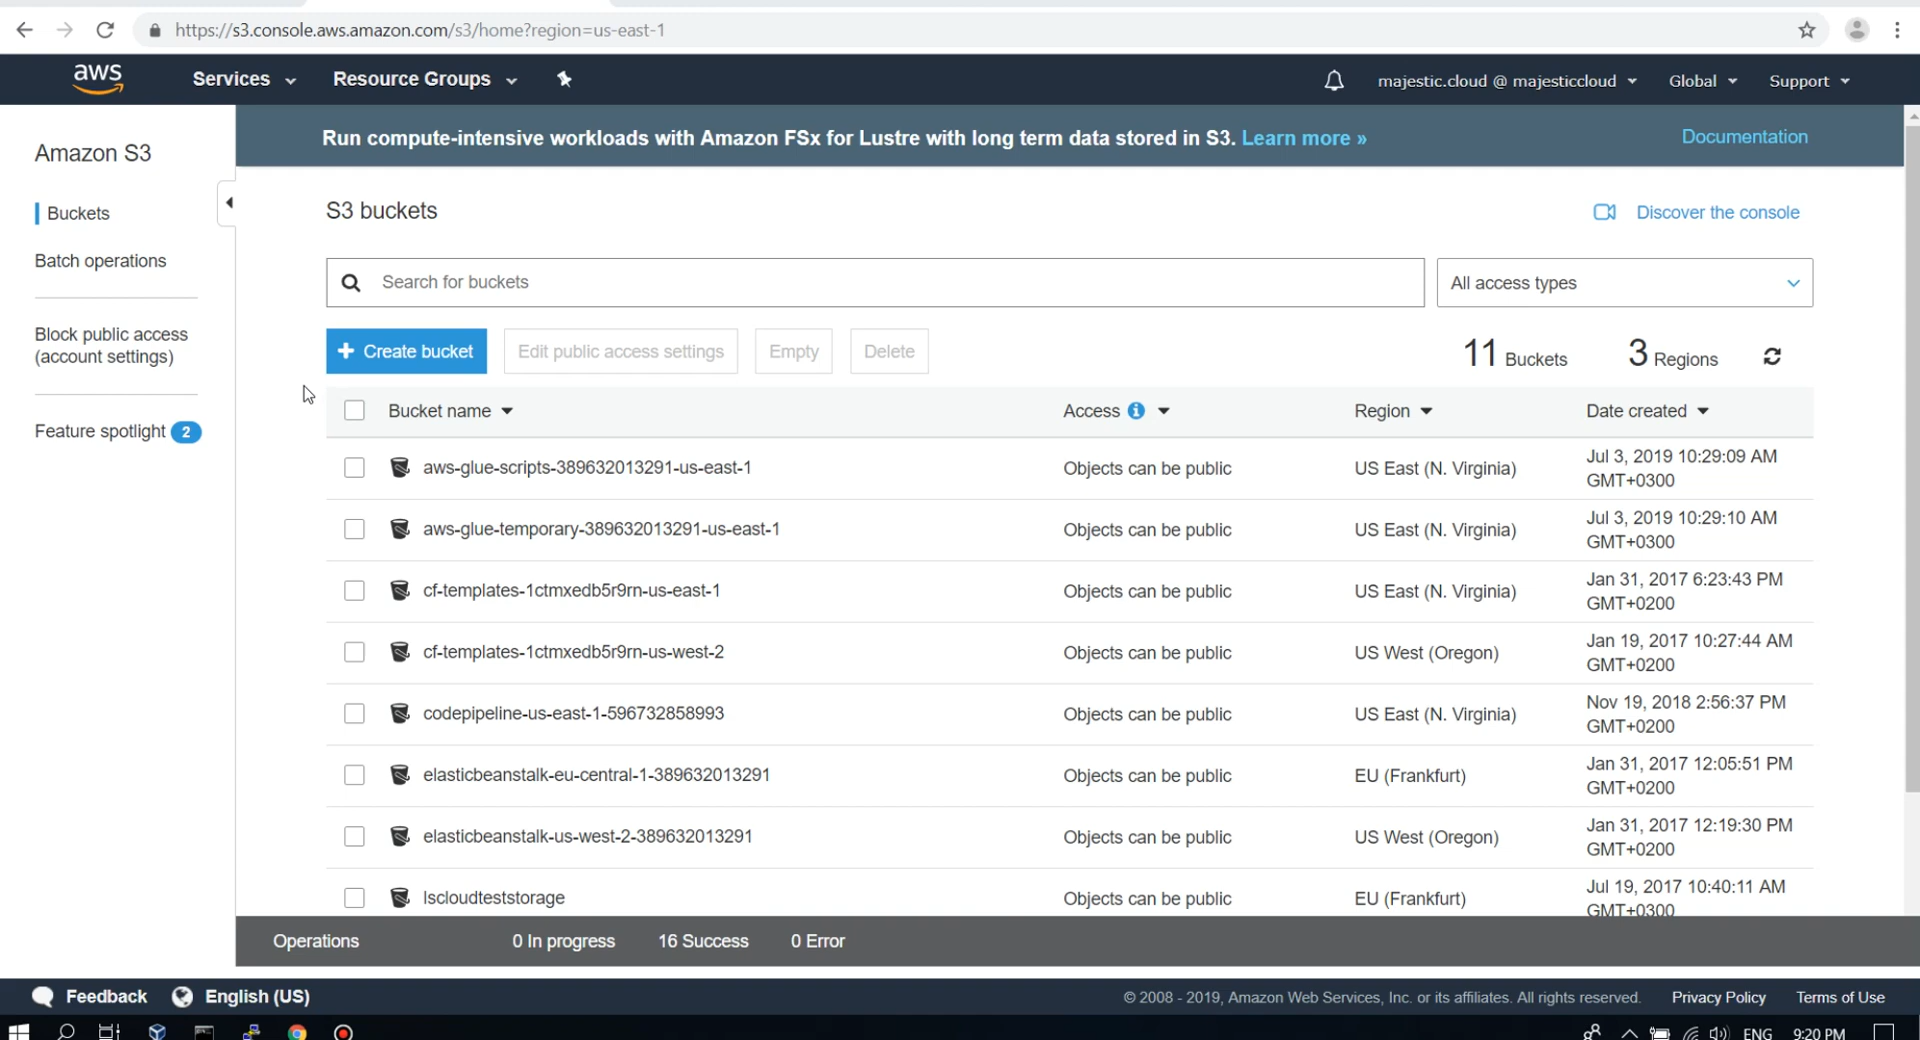 https://s3.console.aws.amazon.com/s3/home?region=us-east-1
aws Services Resource Groups majestic.cloud @ majesticcloud Global Support
Run compute-intensive workloads with Amazon FSx for Lustre with long term data stored in S3. Learn more » Documentation
Amazon S3
Buckets
Batch operations
Block public access
(account settings)
Feature spotlight 2
S3 buckets Discover the console
Search for buckets All access types
+ Create bucket Edit public access settings Empty Delete 11 Buckets 3 Regions
Bucket name Access i Region Date created
aws-glue-scripts-389632013291-us-east-1 Objects can be public US East (N. Virginia) Jul 3, 2019 10:29:09 AM
GMT+0300
aws-glue-temporary-389632013291-us-east-1 Objects can be public US East (N. Virginia) Jul 3, 2019 10:29:10 AM
GMT+0300
cf-templates-1ctmxedb5r9rn-us-east-1 Objects can be public US East (N. Virginia) Jan 31, 2017 6:23:43 PM
GMT+0200
cf-templates-1ctmxedb5r9rn-us-west-2 Objects can be public US West (Oregon) Jan 19, 2017 10:27:44 AM
GMT+0200
codepipeline-us-east-1-596732858993 Objects can be public US East (N. Virginia) Nov 19, 2018 2:56:37 PM
GMT+0200
elasticbeanstalk-eu-central-1-389632013291 Objects can be public EU (Frankfurt) Jan 31, 2017 12:05:51 PM
GMT+0200
elasticbeanstalk-us-west-2-389632013291 Objects can be public US West (Oregon) Jan 31, 2017 12:19:30 PM
GMT+0200
lscloudteststorage Objects can be public EU (Frankfurt) Jul 19, 2017 10:40:11 AM
GMT+0300
Operations 0 In progress 16 Success 0 Error
Feedback English (US) © 2008 - 2019, Amazon Web Services, Inc. or its affiliates. All rights reserved. Privacy Policy Terms of Use
ENG 9:20 PM